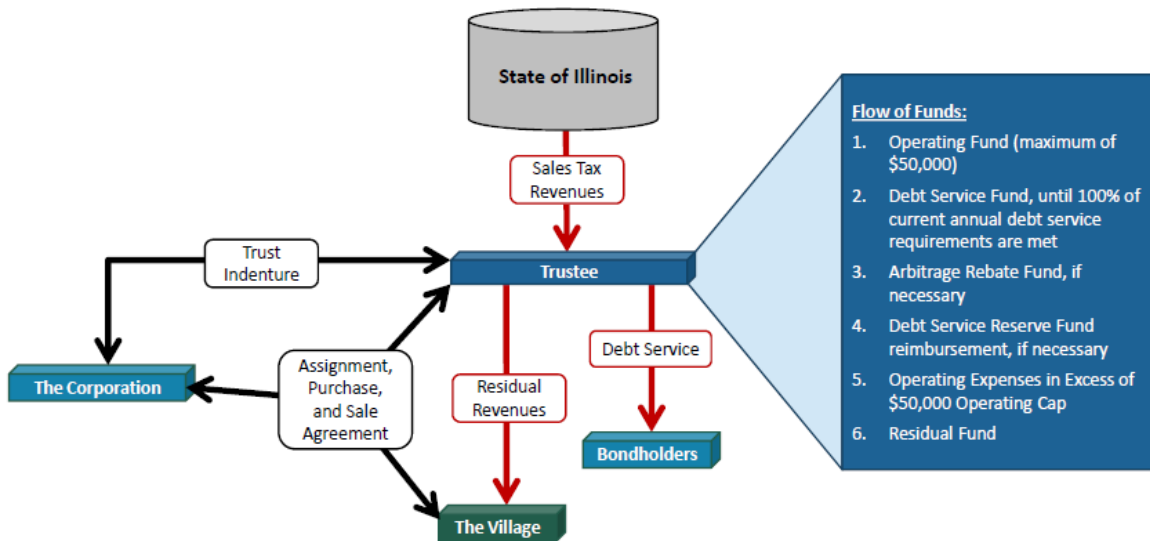 State of Illinois
Sales Tax
Revenues
Trust
Indenture
Trustee
The Corporation
Assignment,
Purchase,
and Sale
Agreement
Residual
Revenues
Debt Service
Bondholders
The Village
Flow of Funds:
1. Operating Fund (maximum of
$50,000)
2. Debt Service Fund, until 100% of
current annual debt service
requirements are met
3. Arbitrage Rebate Fund, if
necessary
4. Debt Service Reserve Fund
reimbursement, if necessary
5. Operating Expenses in Excess of
$50,000 Operating Cap
6. Residual Fund